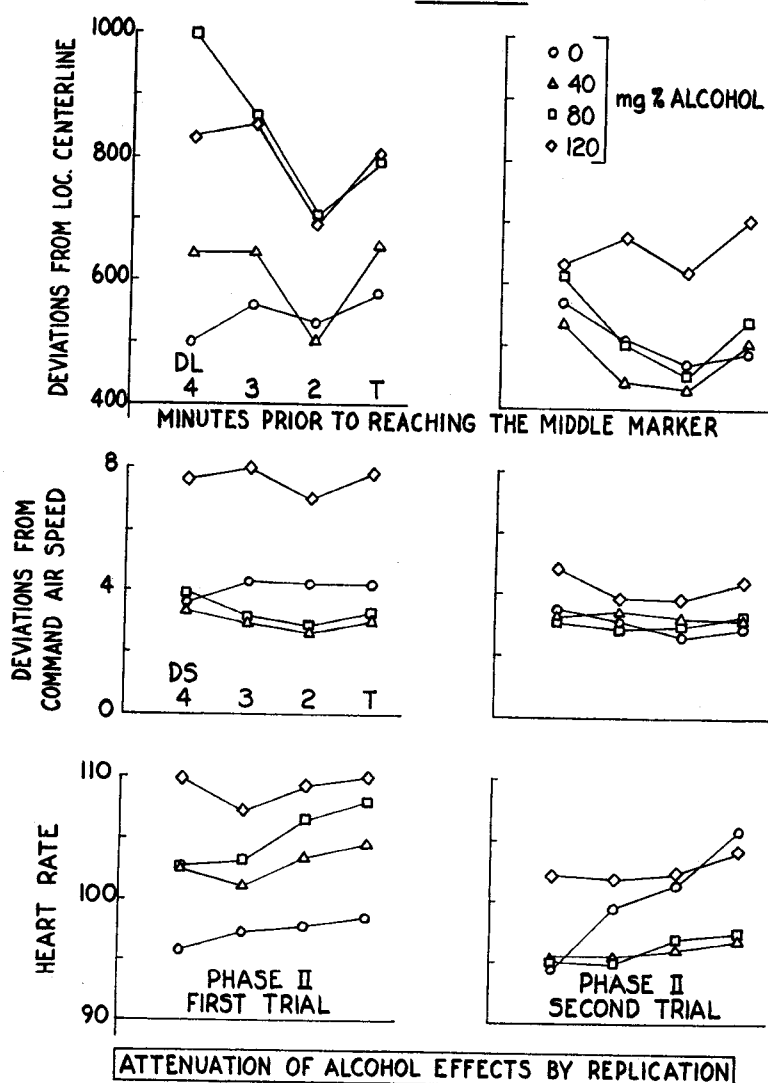 DEVIATIONS FROM LOC. CENTERLINE
1000
800
600
400
DL
4 3 2 T
0
40
80
120
mg % ALCOHOL
MINUTES PRIOR TO REACHING THE MIDDLE MARKER
DEVIATIONS FROM
COMMAND AIR SPEED
8
4
0
DS
4 3 2 T
HEART RATE
110
100
90
PHASE II
FIRST TRIAL
PHASE II
SECOND TRIAL
ATTENUATION OF ALCOHOL EFFECTS BY REPLICATION